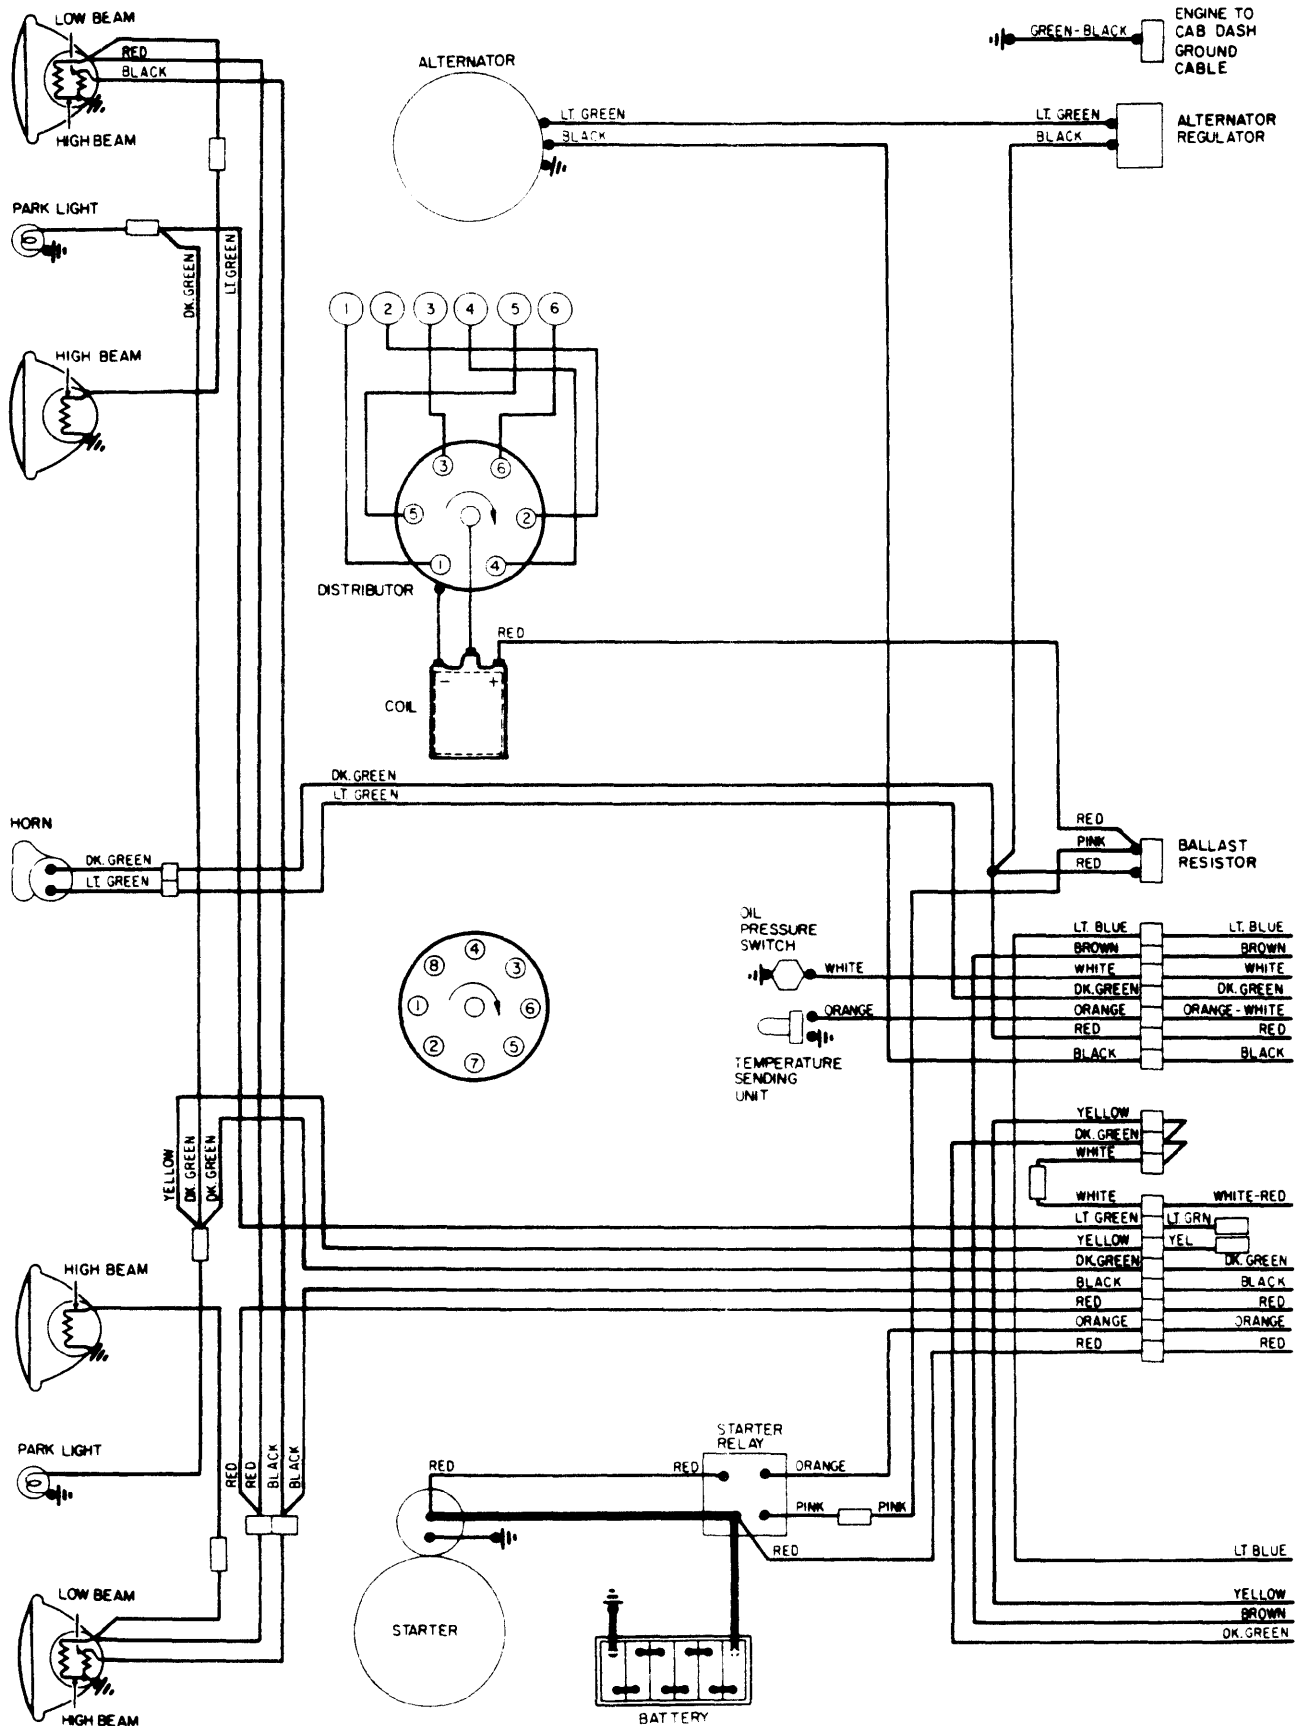 LOW BEAM
RED
BLACK
HIGH BEAM
PARK LIGHT
DK. GREEN
LT. GREEN
HIGH BEAM
ALTERNATOR
LT. GREEN
BLACK
GREEN-BLACK
ENGINE TO
CAB DASH
GROUND
CABLE
LT. GREEN
BLACK
ALTERNATOR
REGULATOR
1 2 3 4 5 6
3 6
5 2
1 4
DISTRIBUTOR
RED
- +
COIL
DK. GREEN
LT GREEN
HORN
DK. GREEN
LT. GREEN
RED
PINK
RED
BALLAST
RESISTOR
4
8 3
1 6
2 5
7
OIL
PRESSURE
SWITCH
WHITE
ORANGE
TEMPERATURE
SENDING
UNIT
LT. BLUE LT. BLUE
BROWN BROWN
WHITE WHITE
DK. GREEN DK. GREEN
ORANGE ORANGE-WHITE
RED RED
BLACK BLACK
YELLOW
DK. GREEN
WHITE
WHITE WHITE-RED
LT GREEN LT GRN
YELLOW YEL
DK.GREEN DK. GREEN
BLACK BLACK
RED RED
ORANGE ORANGE
RED RED
YELLOW
DK. GREEN
DK. GREEN
HIGH BEAM
PARK LIGHT
RED
RED
BLACK
BLACK
LOW BEAM
HIGH BEAM
STARTER
RELAY
RED RED ORANGE
PINK PINK
RED
STARTER
BATTERY
LT BLUE
YELLOW
BROWN
DK. GREEN